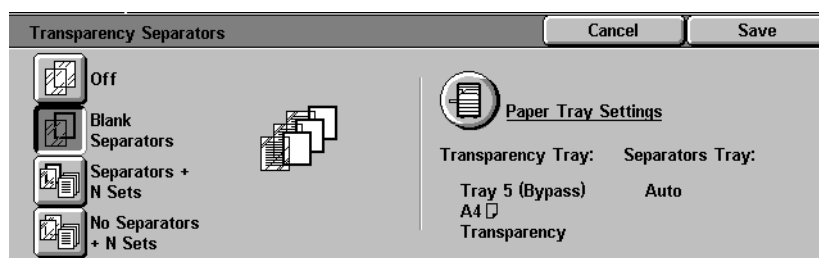 Transparency Separators
Cancel
Save
Off
Blank
Separators
Separators +
N Sets
No Separators
+ N Sets
Paper Tray Settings
Transparency Tray:
Tray 5 (Bypass)
A4
Transparency
Separators Tray:
Auto